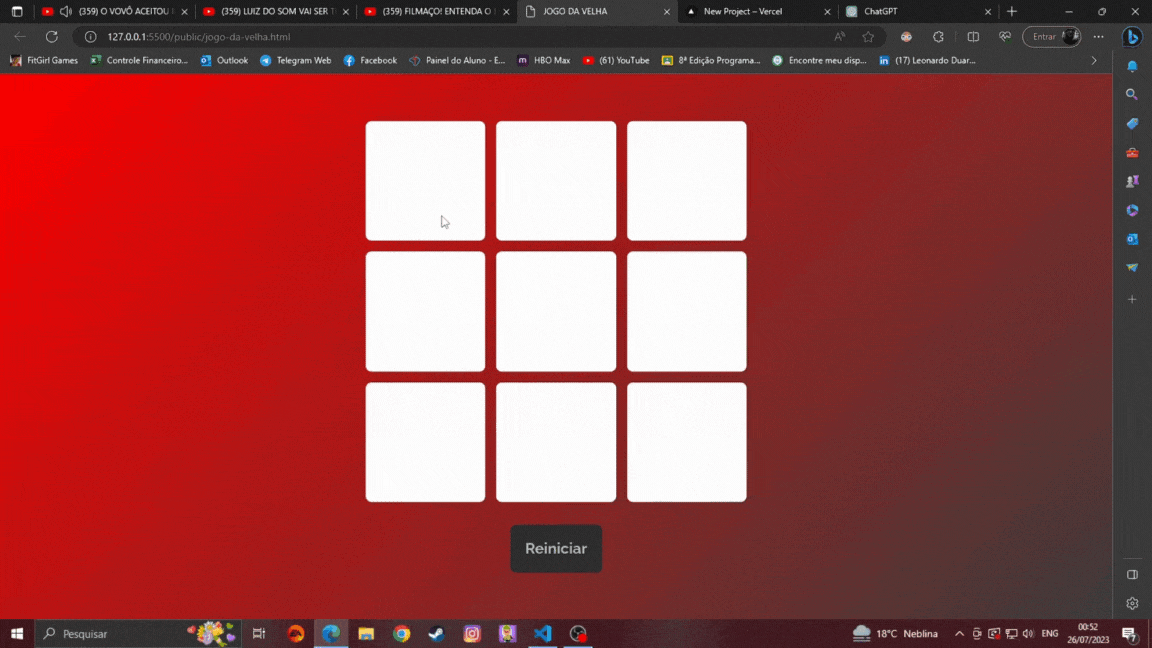 (359) O VOVÔ ACEITOU
(359) LUIZ DO SOM VAI SER
(359) FILMAÇO! ENTENDA O
JOGO DA VELHA
New Project – Vercel
ChatGPT
127.0.0.1:5500/public/jogo-da-velha.html
Entrar
FitGirl Games
Controle Financeiro...
Outlook
Telegram Web
Facebook
Painel do Aluno - E...
HBO Max
(61) YouTube
8ª Edição Programa...
Encontre meu disp...
(17) Leonardo Duar...
Reiniciar
Pesquisar
18°C Neblina
ENG
00:52
26/07/2023